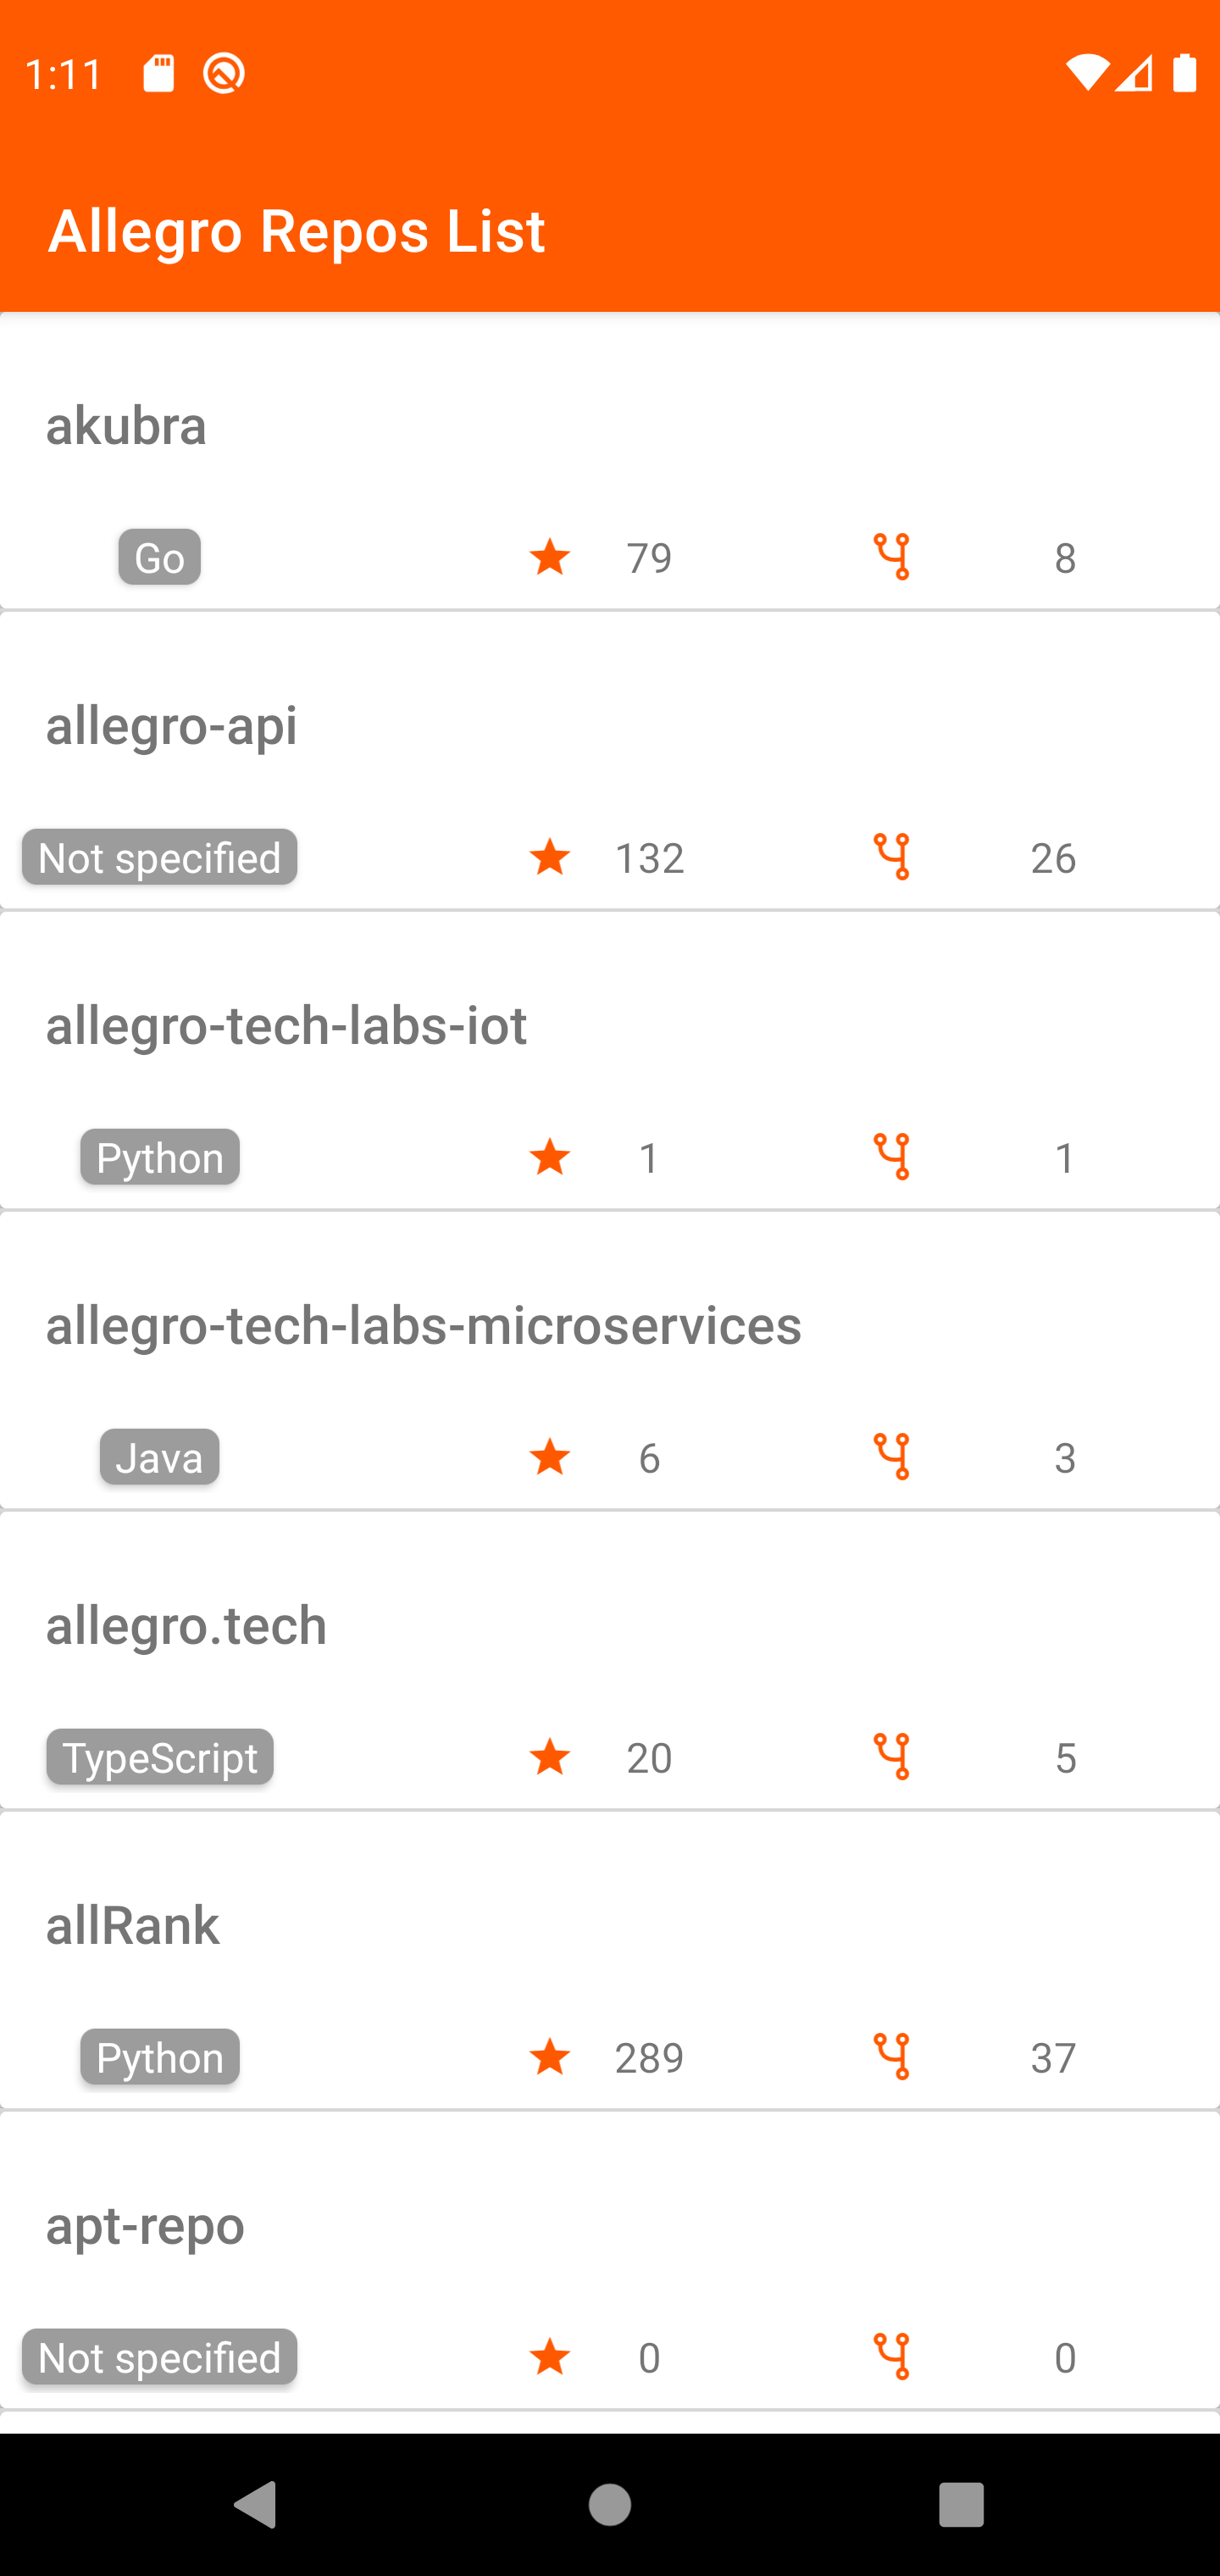 1:11
Allegro Repos List
akubra
Go 79 8
allegro-api
Not specified 132 26
allegro-tech-labs-iot
Python 1 1
allegro-tech-labs-microservices
Java 6 3
allegro.tech
TypeScript 20 5
allRank
Python 289 37
apt-repo
Not specified 0 0